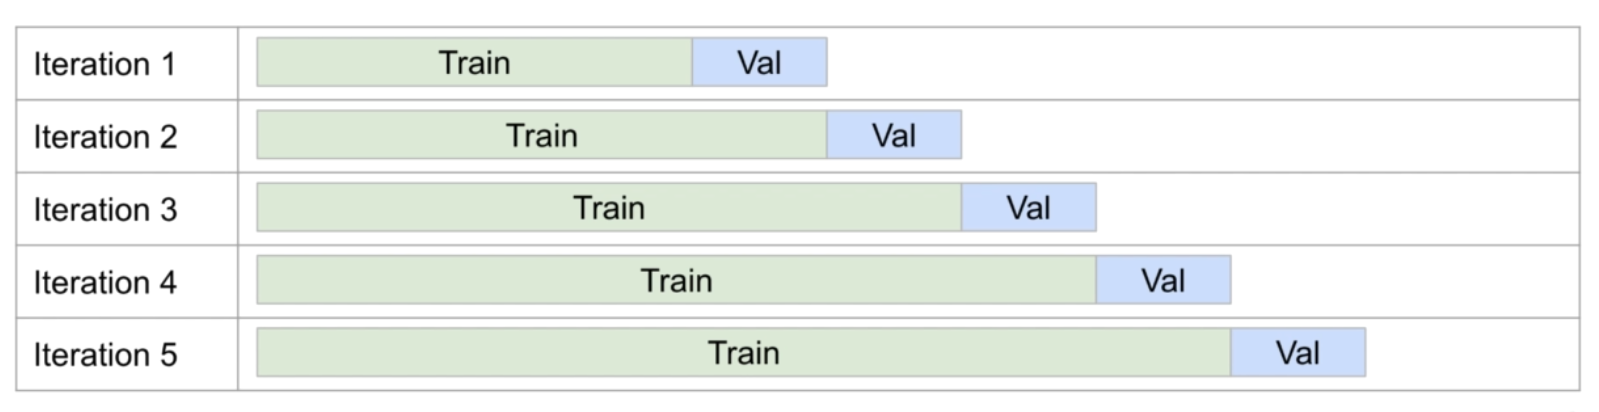 Iteration 1 Train Val
Iteration 2 Train Val
Iteration 3 Train Val
Iteration 4 Train Val
Iteration 5 Train Val